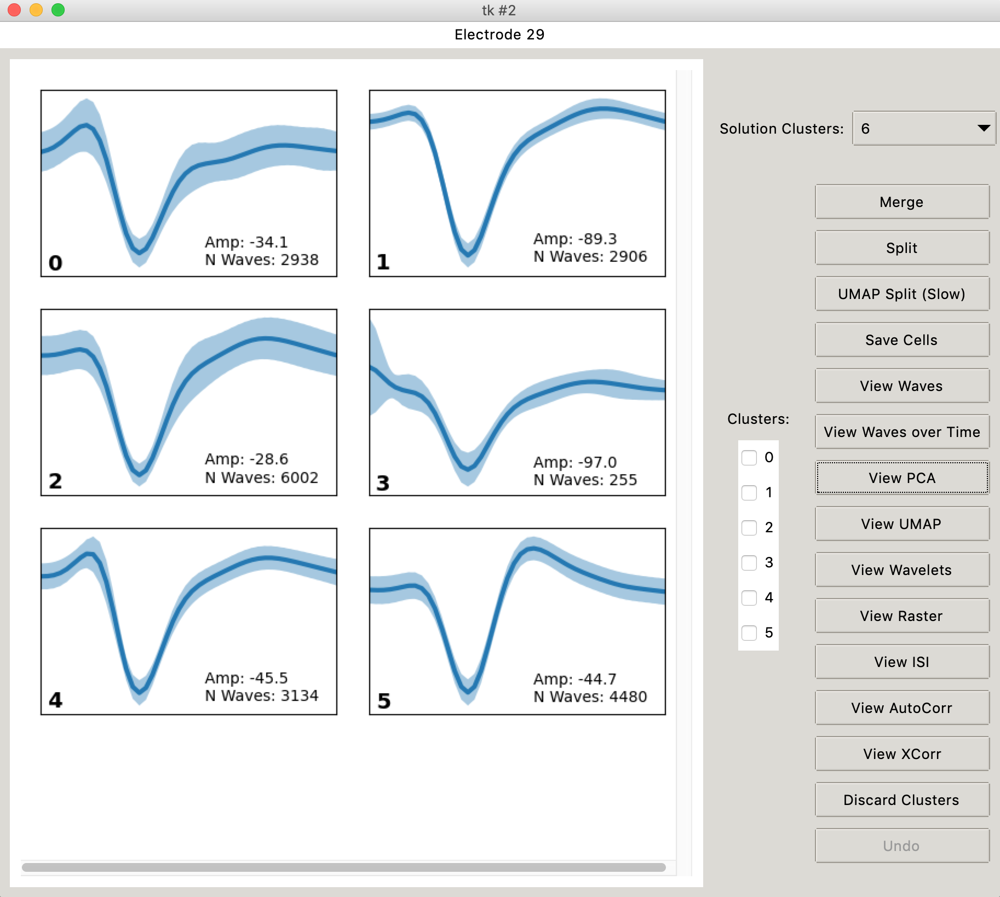 tk #2
Electrode 29
Amp: -34.1
N Waves: 2938
0
Amp: -89.3
N Waves: 2906
1
Amp: -28.6
N Waves: 6002
2
Amp: -97.0
N Waves: 255
3
Amp: -45.5
N Waves: 3134
4
Amp: -44.7
N Waves: 4480
5
Solution Clusters: 6
Merge
Split
UMAP Split (Slow)
Save Cells
View Waves
View Waves over Time
View PCA
View UMAP
View Wavelets
View Raster
View ISI
View AutoCorr
View XCorr
Discard Clusters
Undo
Clusters:
0
1
2
3
4
5